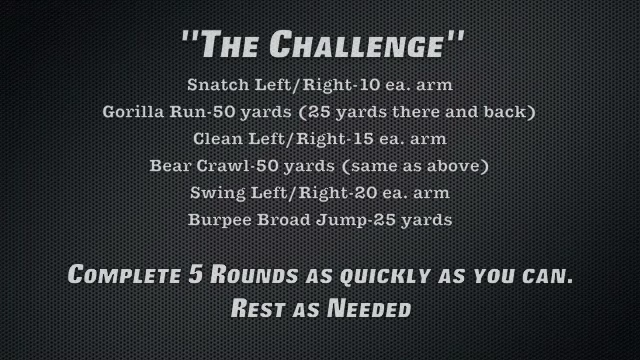 "The Challenge"
Snatch Left/Right-10 ea. arm
Gorilla Run-50 yards (25 yards there and back)
Clean Left/Right-15 ea. arm
Bear Crawl-50 yards (same as above)
Swing Left/Right-20 ea. arm
Burpee Broad Jump-25 yards
Complete 5 Rounds as quickly as you can.
Rest as Needed